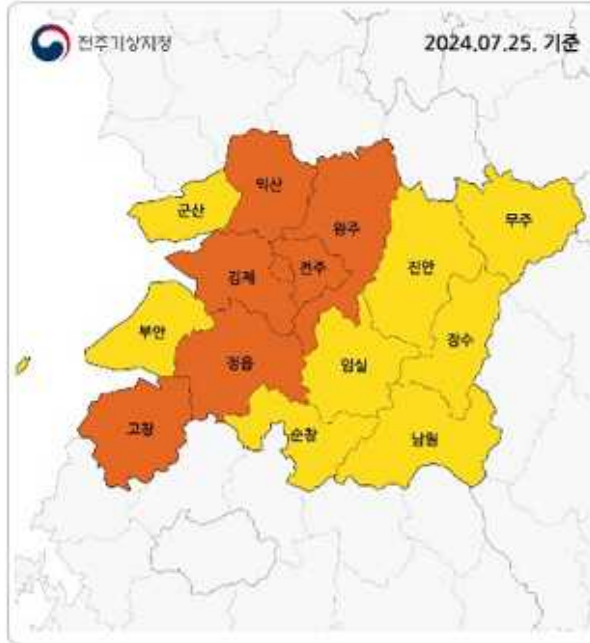 전주기상지청
2024.07.25. 기준
익산
군산
완주
무주
김제
전주
진안
부안
장수
정읍
임실
고창
순창
남원